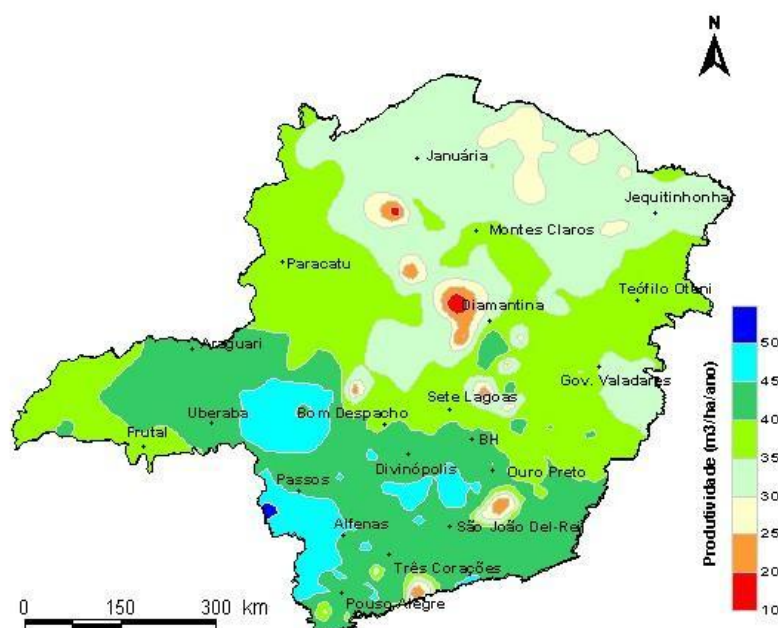 N
Januária
Jequitinhonha
Montes Claros
Paracatu
Teófilo Otoni
Diamantina
Araguari
Gov. Valadares
Sete Lagoas
Uberaba
Bom Despacho
Frutal
BH
Divinópolis
Ouro Preto
Passos
Alfenas
São João Del-Rei
Três Corações
Pouso Alegre
0 150 300 km
Produtividade (m3/ha/ano)
50
45
40
35
30
25
20
10